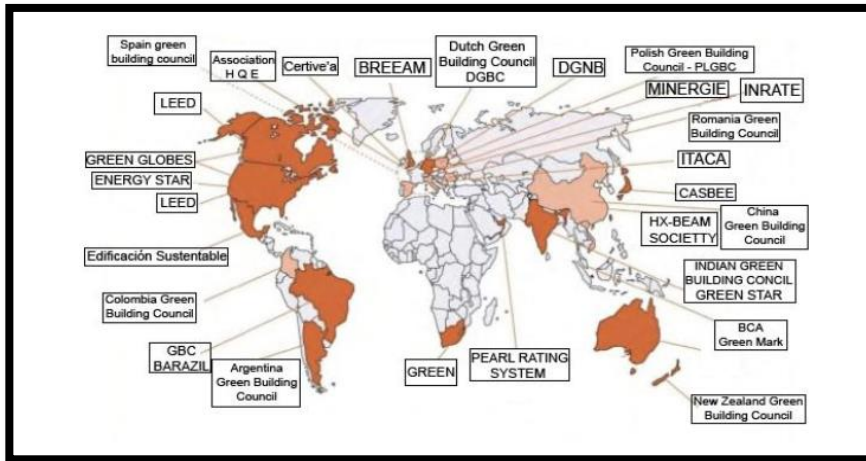 Spain green
building council
Association
H Q E
Certive'a
BREEAM
Dutch Green
Building Council
DGBC
DGNB
Polish Green Building
Council - PLGBC
MINERGIE
INRATE
LEED
Romania Green
Building Council
GREEN GLOBES
ITACA
ENERGY STAR
LEED
CASBEE
HX-BEAM
SOCIETTY
China
Green Building
Council
Edificación Sustentable
INDIAN GREEN
BUILDING CONCIL
GREEN STAR
Colombia Green
Building Council
BCA
Green Mark
GBC
BARAZIL
Argentina
Green Building
Council
GREEN
PEARL RATING
SYSTEM
New Zealand Green
Building Council